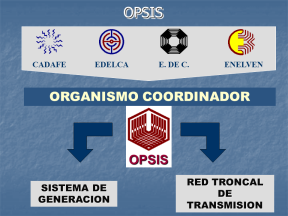 OPSIS
CADAFE EDELCA E. DE C. ENELVEN
ORGANISMO COORDINADOR
OPSIS
SISTEMA DE
GENERACION
RED TRONCAL
DE
TRANSMISION